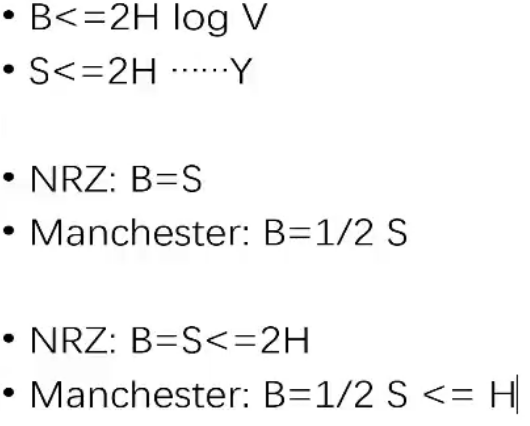 • B<=2H log V
• S<=2H ······Y
• NRZ: B=S
• Manchester: B=1/2 S
• NRZ: B=S<=2H
• Manchester: B=1/2 S <= H